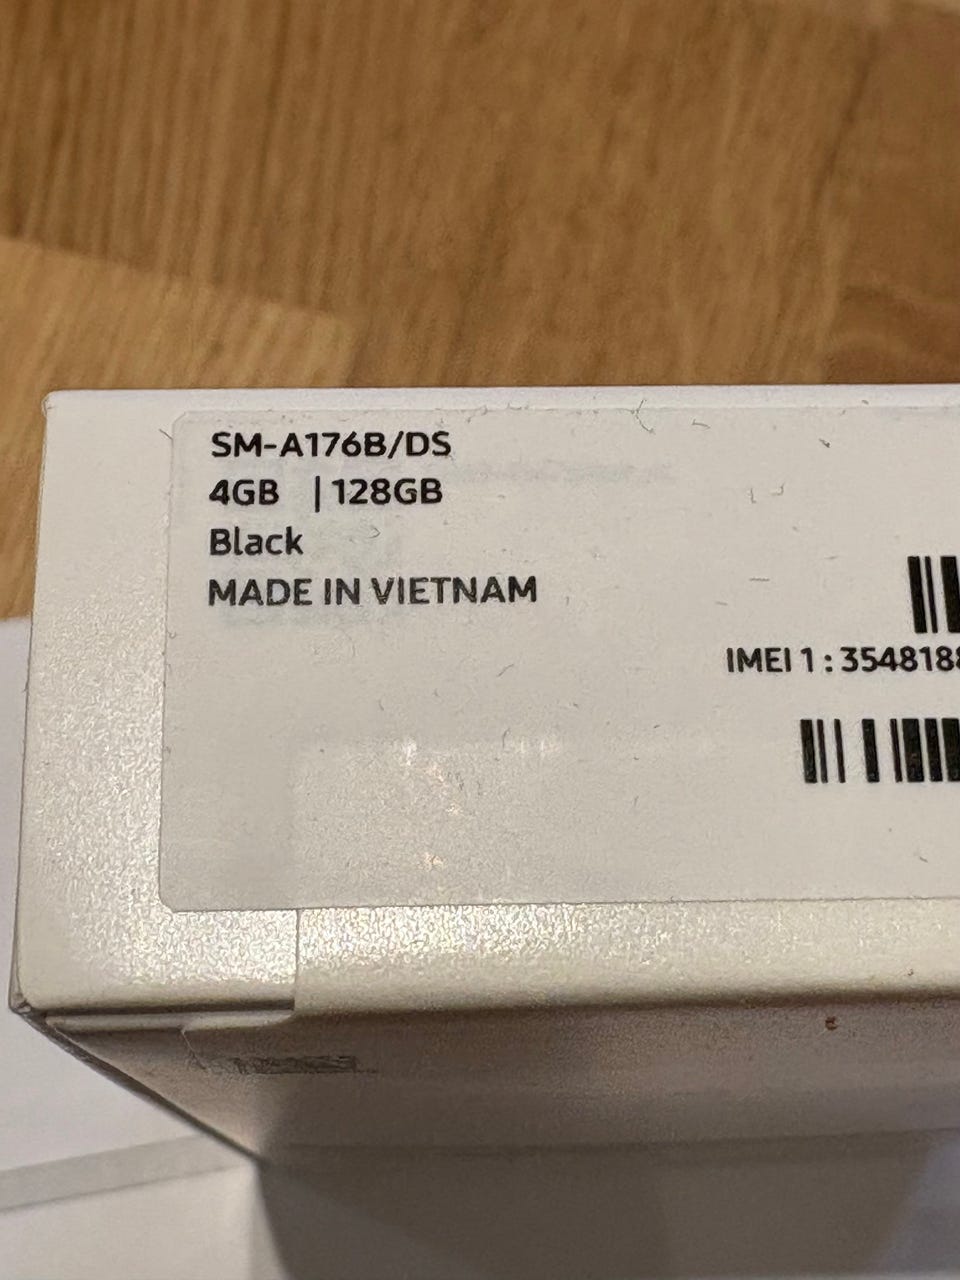 SM-A176B/DS
4GB | 128GB
Black
MADE IN VIETNAM
IMEI 1 : 3548188